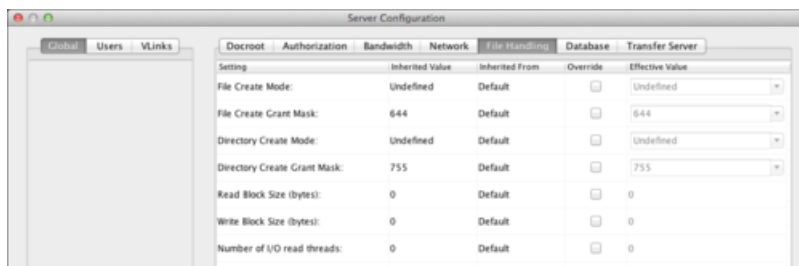 Server Configuration
Global Users VLinks Docroot Authorization Bandwidth Network File Handling Database Transfer Server
Setting Inherited Value Inherited From Override Effective Value
File Create Mode: Undefined Default Undefined
File Create Grant Mask: 644 Default 644
Directory Create Mode: Undefined Default Undefined
Directory Create Grant Mask: 755 Default 755
Read Block Size (bytes): 0 Default 0
Write Block Size (bytes): 0 Default 0
Number of I/O read threads: 0 Default 0